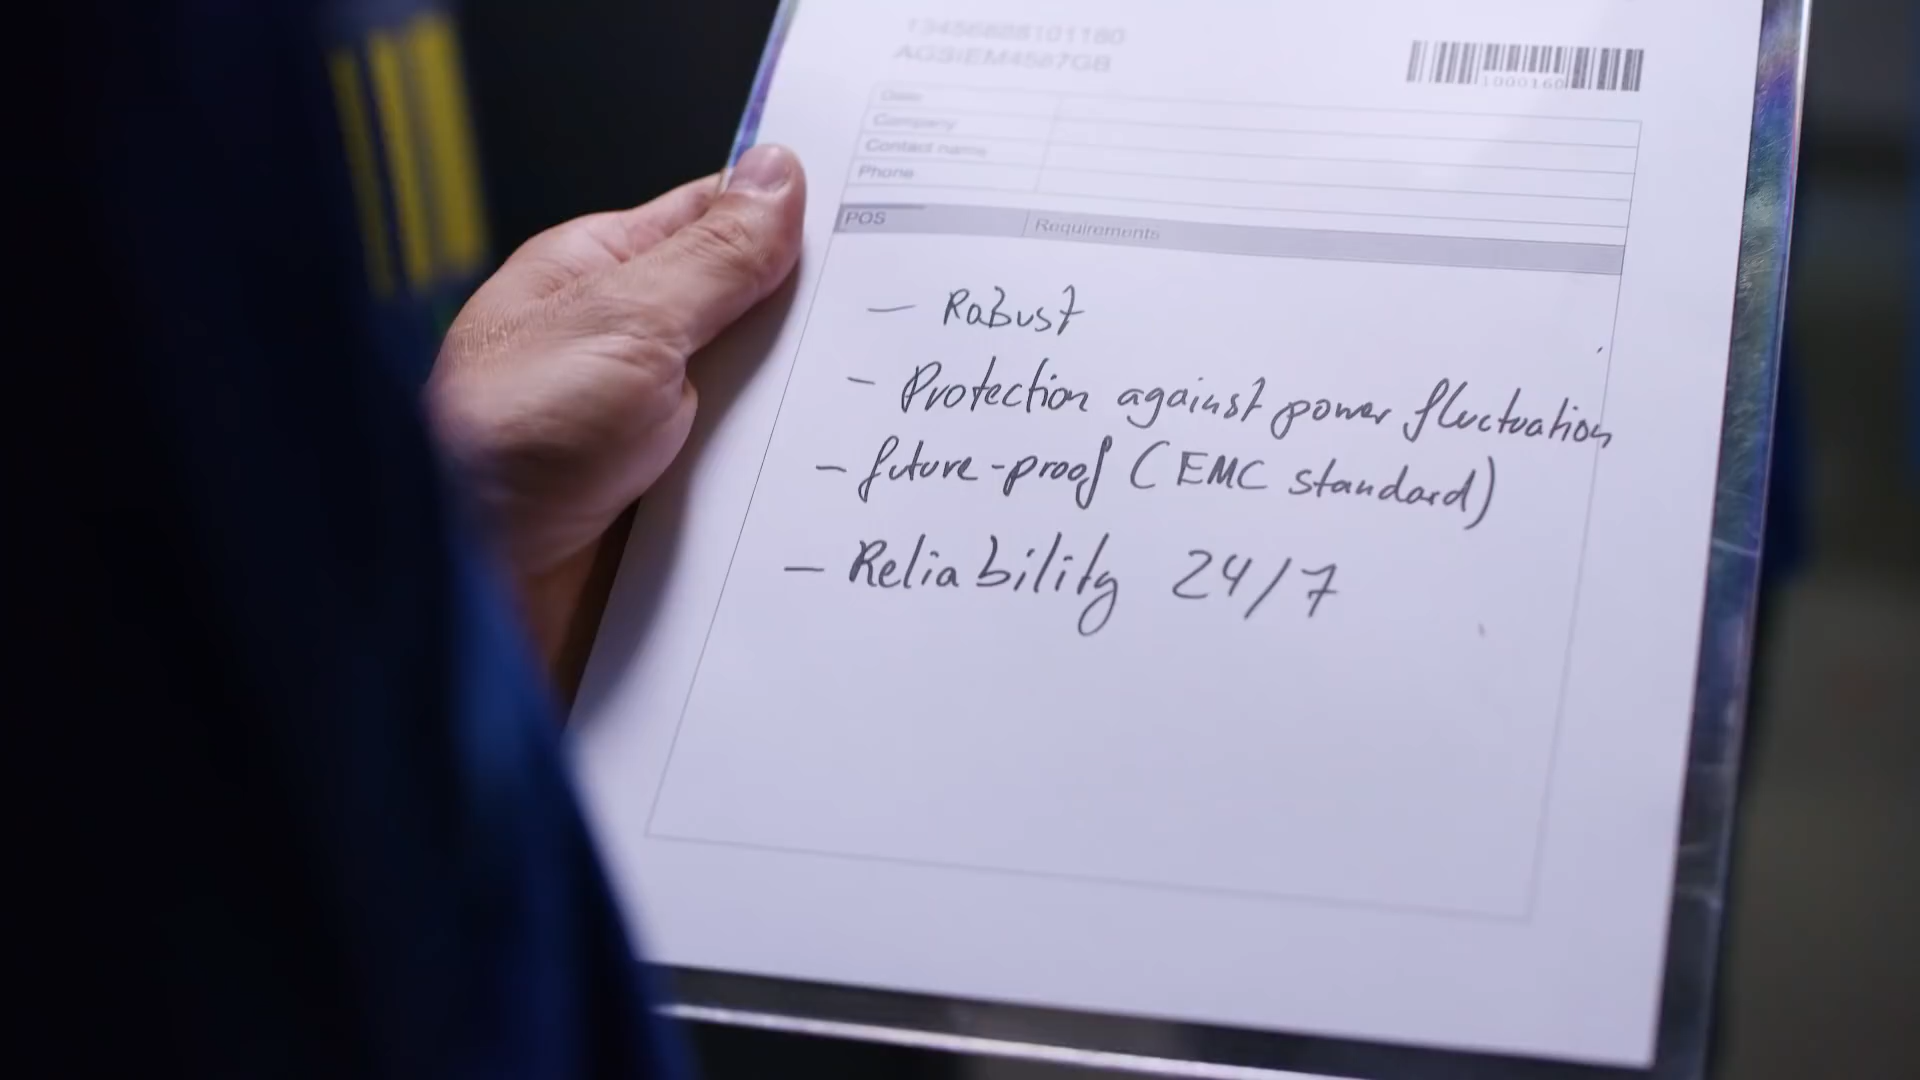 1000160
Date
Company
Contact name
Phone
POS Requirements
- Robust
- Protection against power fluctuation
- future-proof (EMC standard)
- Reliability 24/7